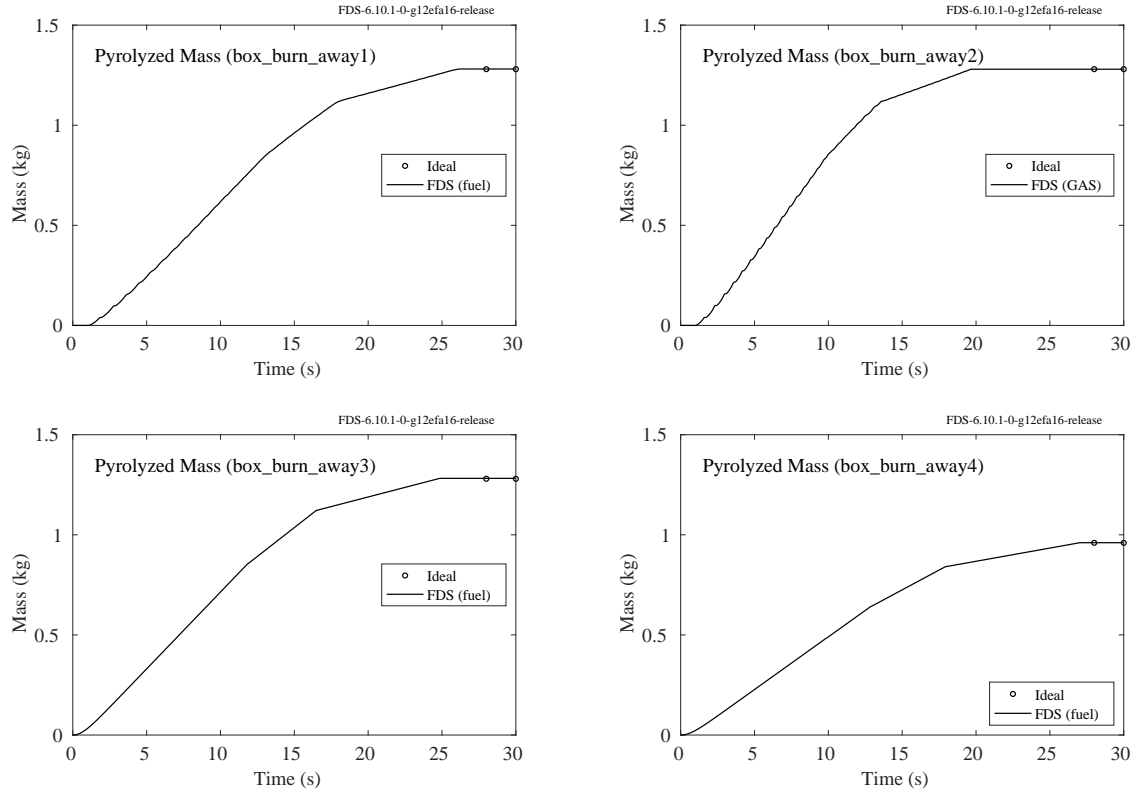 FDS-6.10.1-0-g12efa16-release
Pyrolyzed Mass (box_burn_away1)
Mass (kg)
1.5
1
0.5
0
Ideal
FDS (fuel)
0 5 10 15 20 25 30
Time (s)
FDS-6.10.1-0-g12efa16-release
Pyrolyzed Mass (box_burn_away2)
Mass (kg)
1.5
1
0.5
0
Ideal
FDS (GAS)
0 5 10 15 20 25 30
Time (s)
FDS-6.10.1-0-g12efa16-release
Pyrolyzed Mass (box_burn_away3)
Mass (kg)
1.5
1
0.5
0
Ideal
FDS (fuel)
0 5 10 15 20 25 30
Time (s)
FDS-6.10.1-0-g12efa16-release
Pyrolyzed Mass (box_burn_away4)
Mass (kg)
1.5
1
0.5
0
Ideal
FDS (fuel)
0 5 10 15 20 25 30
Time (s)